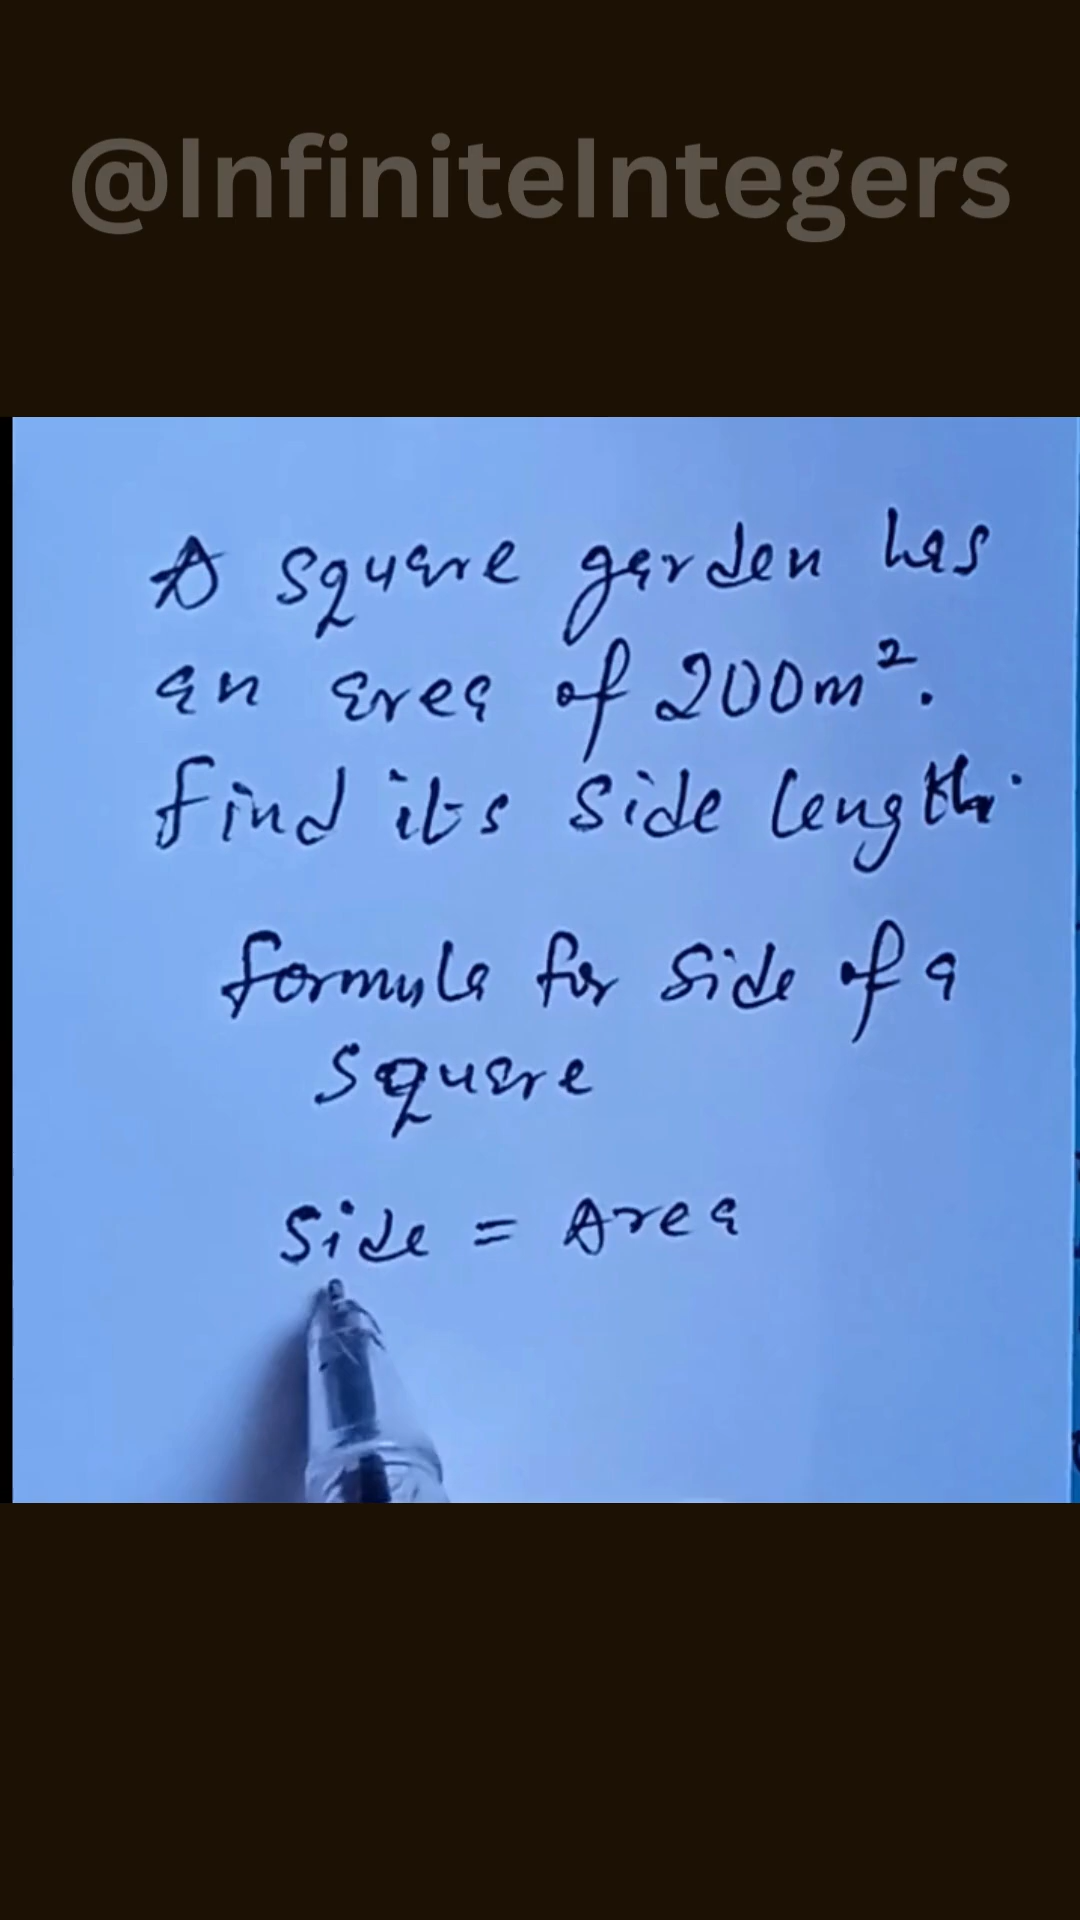 @InfiniteIntegers
A square garden has
an area of 200m².
find its side length.
formula for side of a
square
Side = Area